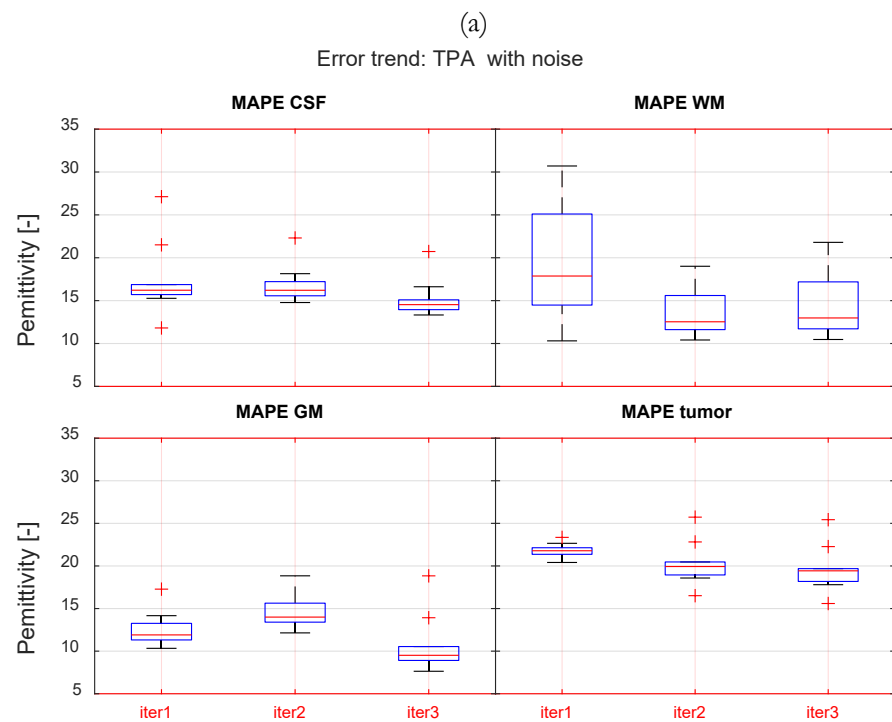 (a)
Error trend: TPA with noise
MAPE CSF
MAPE WM
35
30
25
20
15
10
5
Pemittivity [-]
MAPE GM
MAPE tumor
35
30
25
20
15
10
5
Pemittivity [-]
iter1 iter2 iter3 iter1 iter2 iter3